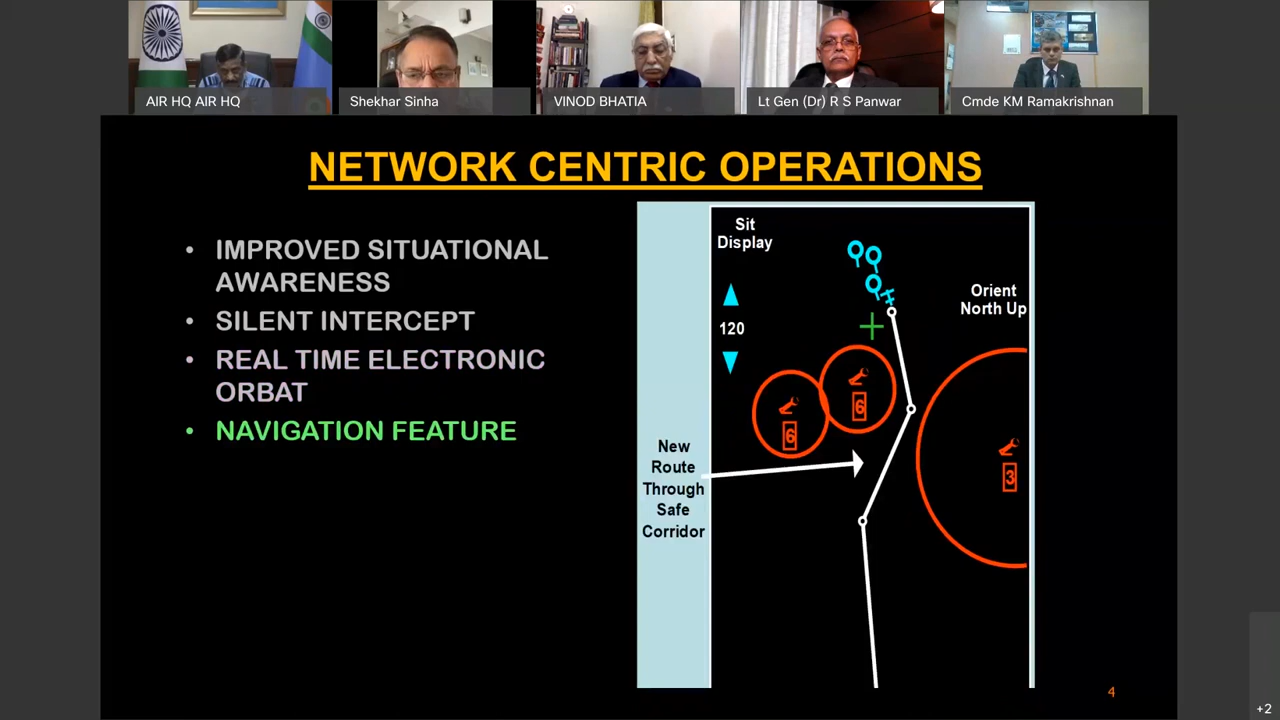 AIR HQ AIR HQ
Shekhar Sinha
VINOD BHATIA
Lt Gen (Dr) R S Panwar
Cmde KM Ramakrishnan
NETWORK CENTRIC OPERATIONS
• IMPROVED SITUATIONAL
AWARENESS
• SILENT INTERCEPT
• REAL TIME ELECTRONIC
ORBAT
• NAVIGATION FEATURE
Sit
Display
120
Orient
North Up
6
6
3
New
Route
Through
Safe
Corridor
4
+2